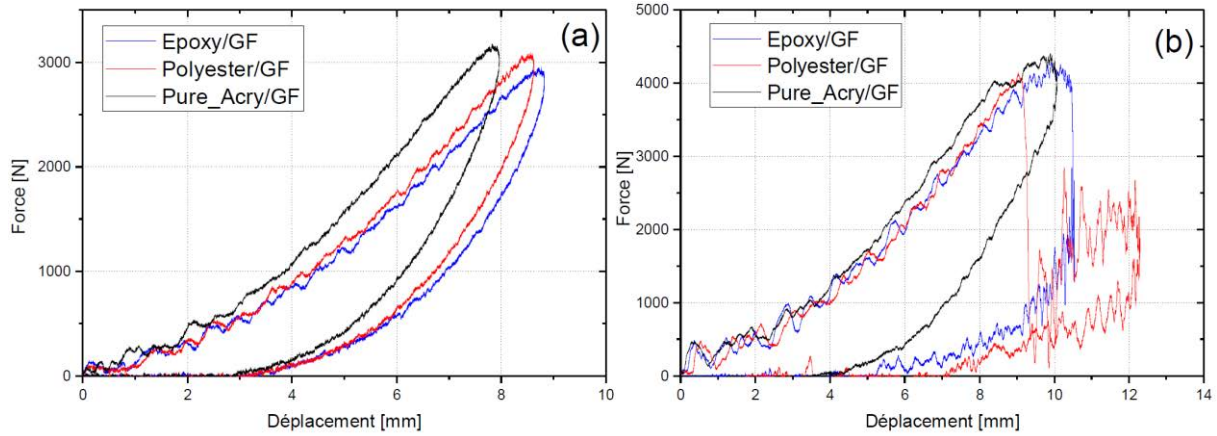 (a)
Epoxy/GF
Polyester/GF
Pure_Acry/GF
3000
2000
1000
0
Force [N]
0 2 4 6 8 10
Déplacement [mm]
(b)
Epoxy/GF
Polyester/GF
Pure_Acry/GF
5000
4000
3000
2000
1000
0
Force [N]
0 2 4 6 8 10 12 14
Déplacement [mm]